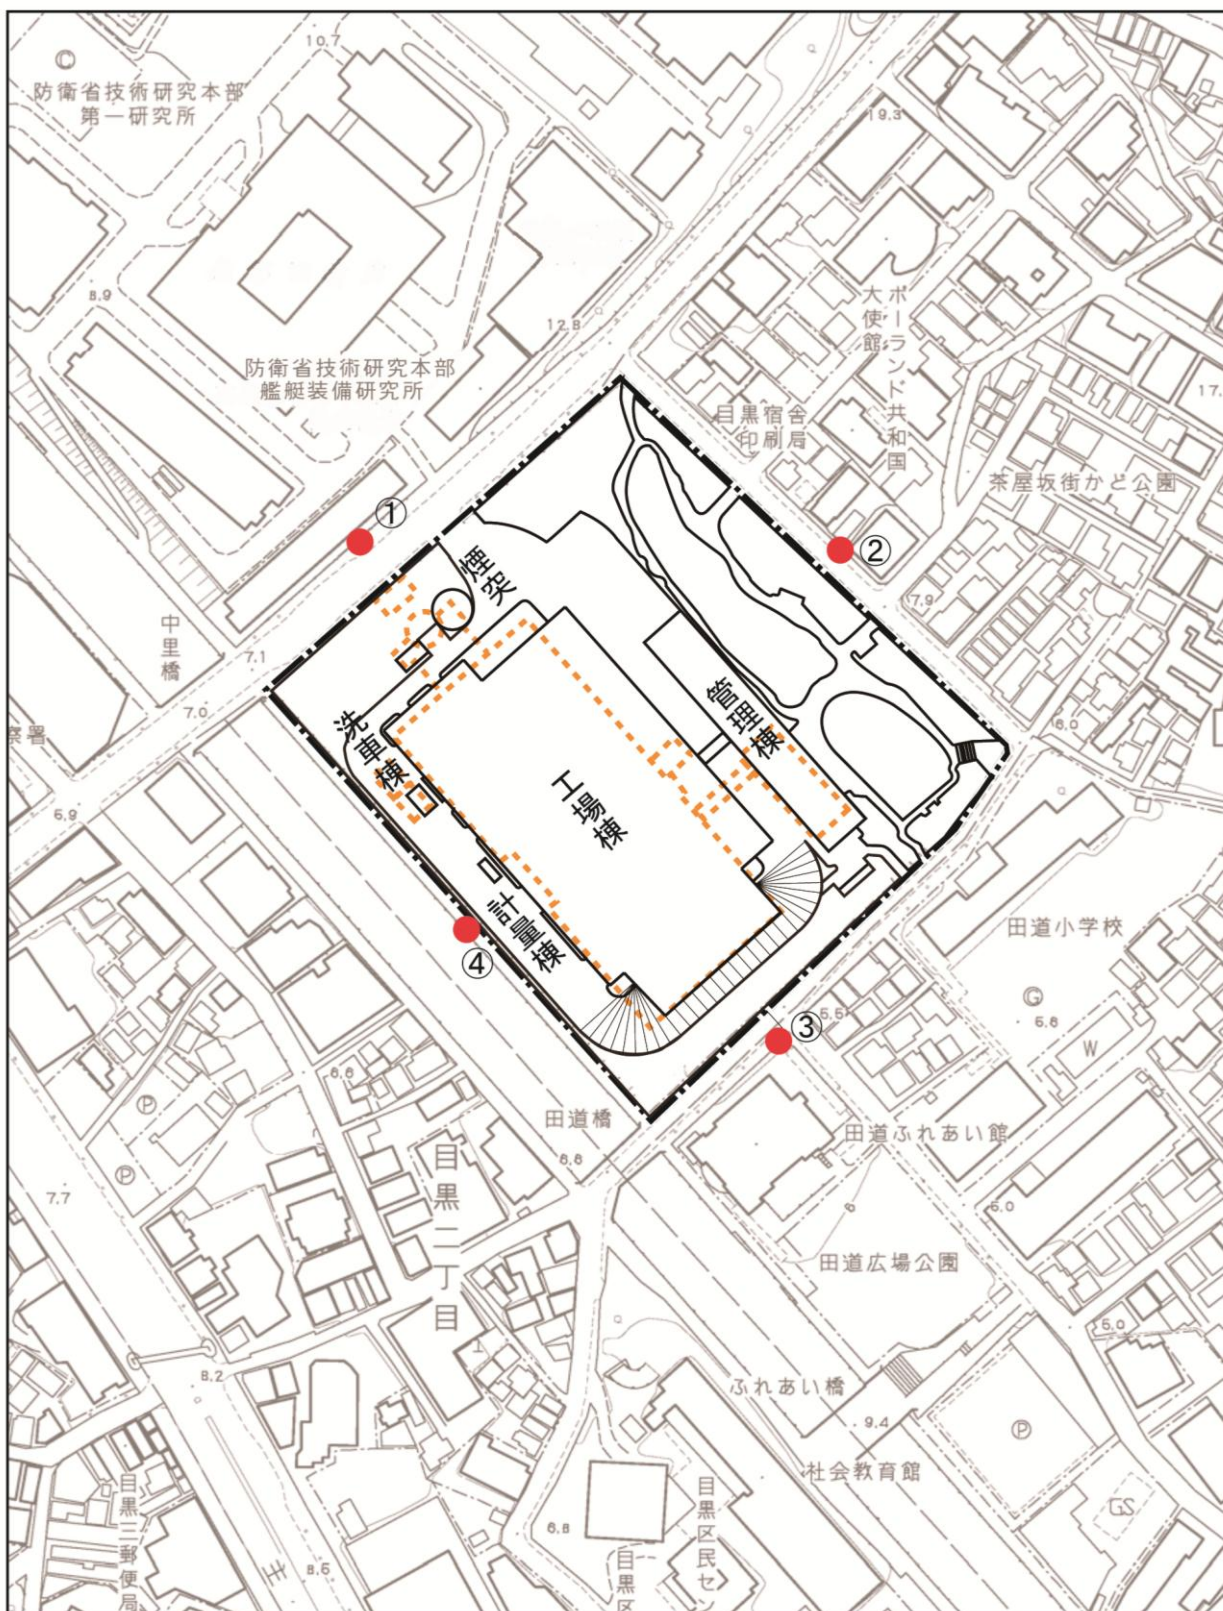 10.7
Ⓒ
防衛省技術研究本部
第一研究所
19.3
8.9
12.8
ポーランド共和国
大使館
防衛省技術研究本部
艦艇装備研究所
17.
目黒宿舎
印刷局
茶屋坂街かど公園
①
②
煙突
7.9
中里橋
7.1
管理棟
7.0
洗車棟
6.0
察署
工場棟
5.9
計量棟
田道小学校
④
Ⓖ
③
5.5
5.8
W
6.6
Ⓟ
田道橋
田道ふれあい館
6.6
目黒二丁目
Ⓟ
7.7
5.0
田道広場公園
5.0
8.2
ふれあい橋
9.4
Ⓟ
社会教育館
目黒二郵便局
GS
目黒区民セ
6.8
目黒区
8.5